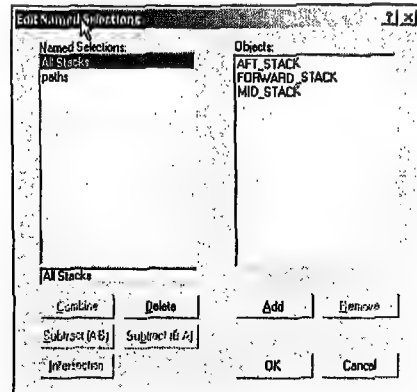 Edit Named Selections
Named Selections:
All Stacks
paths
Objects:
AFT_STACK
FORWARD_STACK
MID_STACK
All Stacks
Combine Delete Add Remove
Subtract (A-B) Subtract (B-A)
Intersection OK Cancel